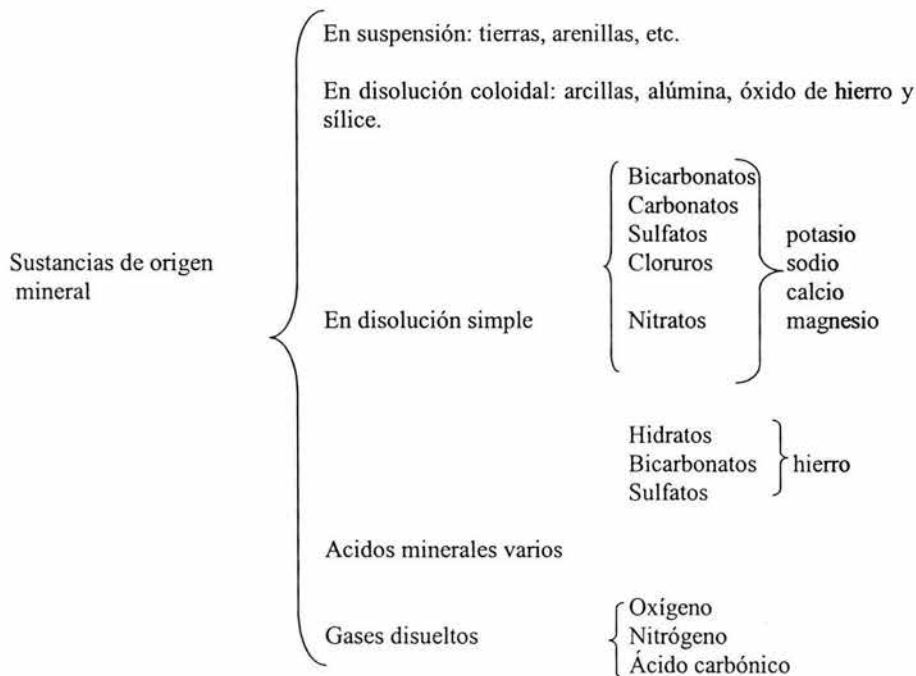 En suspensión: tierras, arenillas, etc.
En disolución coloidal: arcillas, alúmina, óxido de hierro y
sílice.
Sustancias de origen
mineral
En disolución simple
Bicarbonatos
Carbonatos
Sulfatos
Cloruros
Nitratos
potasio
sodio
calcio
magnesio
Hidratos
Bicarbonatos
Sulfatos
hierro
Acidos minerales varios
Gases disueltos
Oxígeno
Nitrógeno
Ácido carbónico